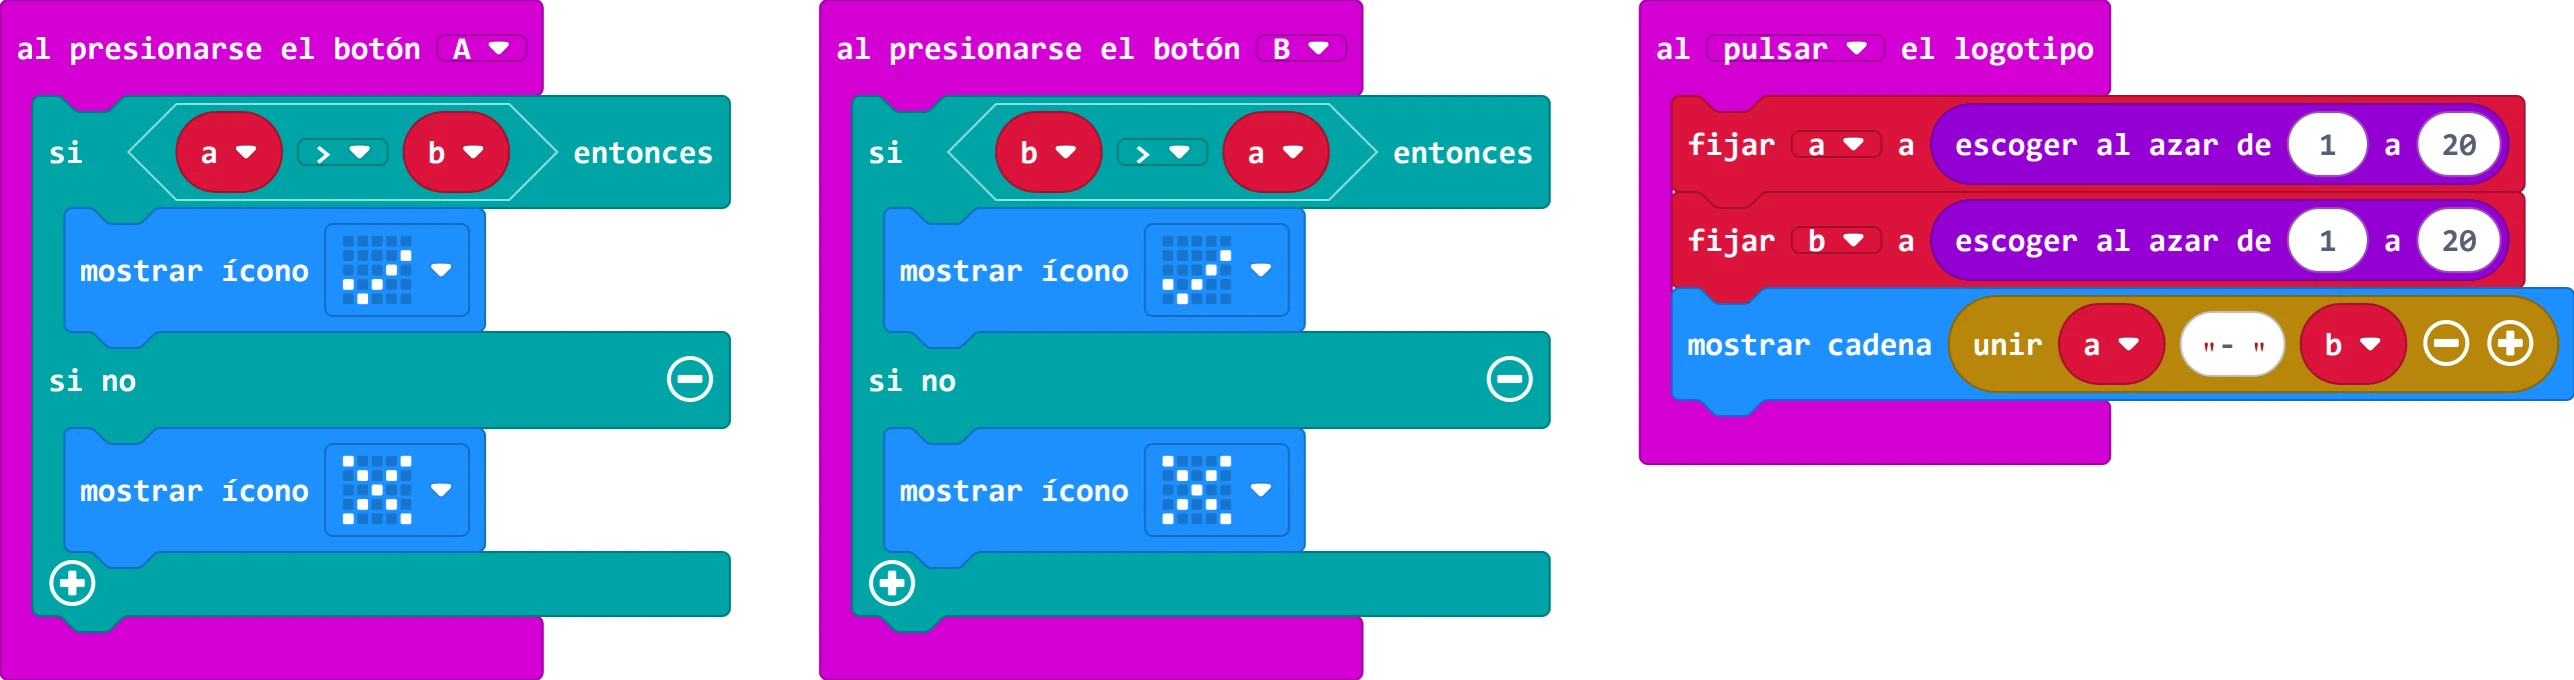 al presionarse el botón A
si a > b entonces
mostrar ícono
si no
mostrar ícono
al presionarse el botón B
si b > a entonces
mostrar ícono
si no
mostrar ícono
al pulsar el logotipo
fijar a a escoger al azar de 1 a 20
fijar b a escoger al azar de 1 a 20
mostrar cadena unir a "- " b